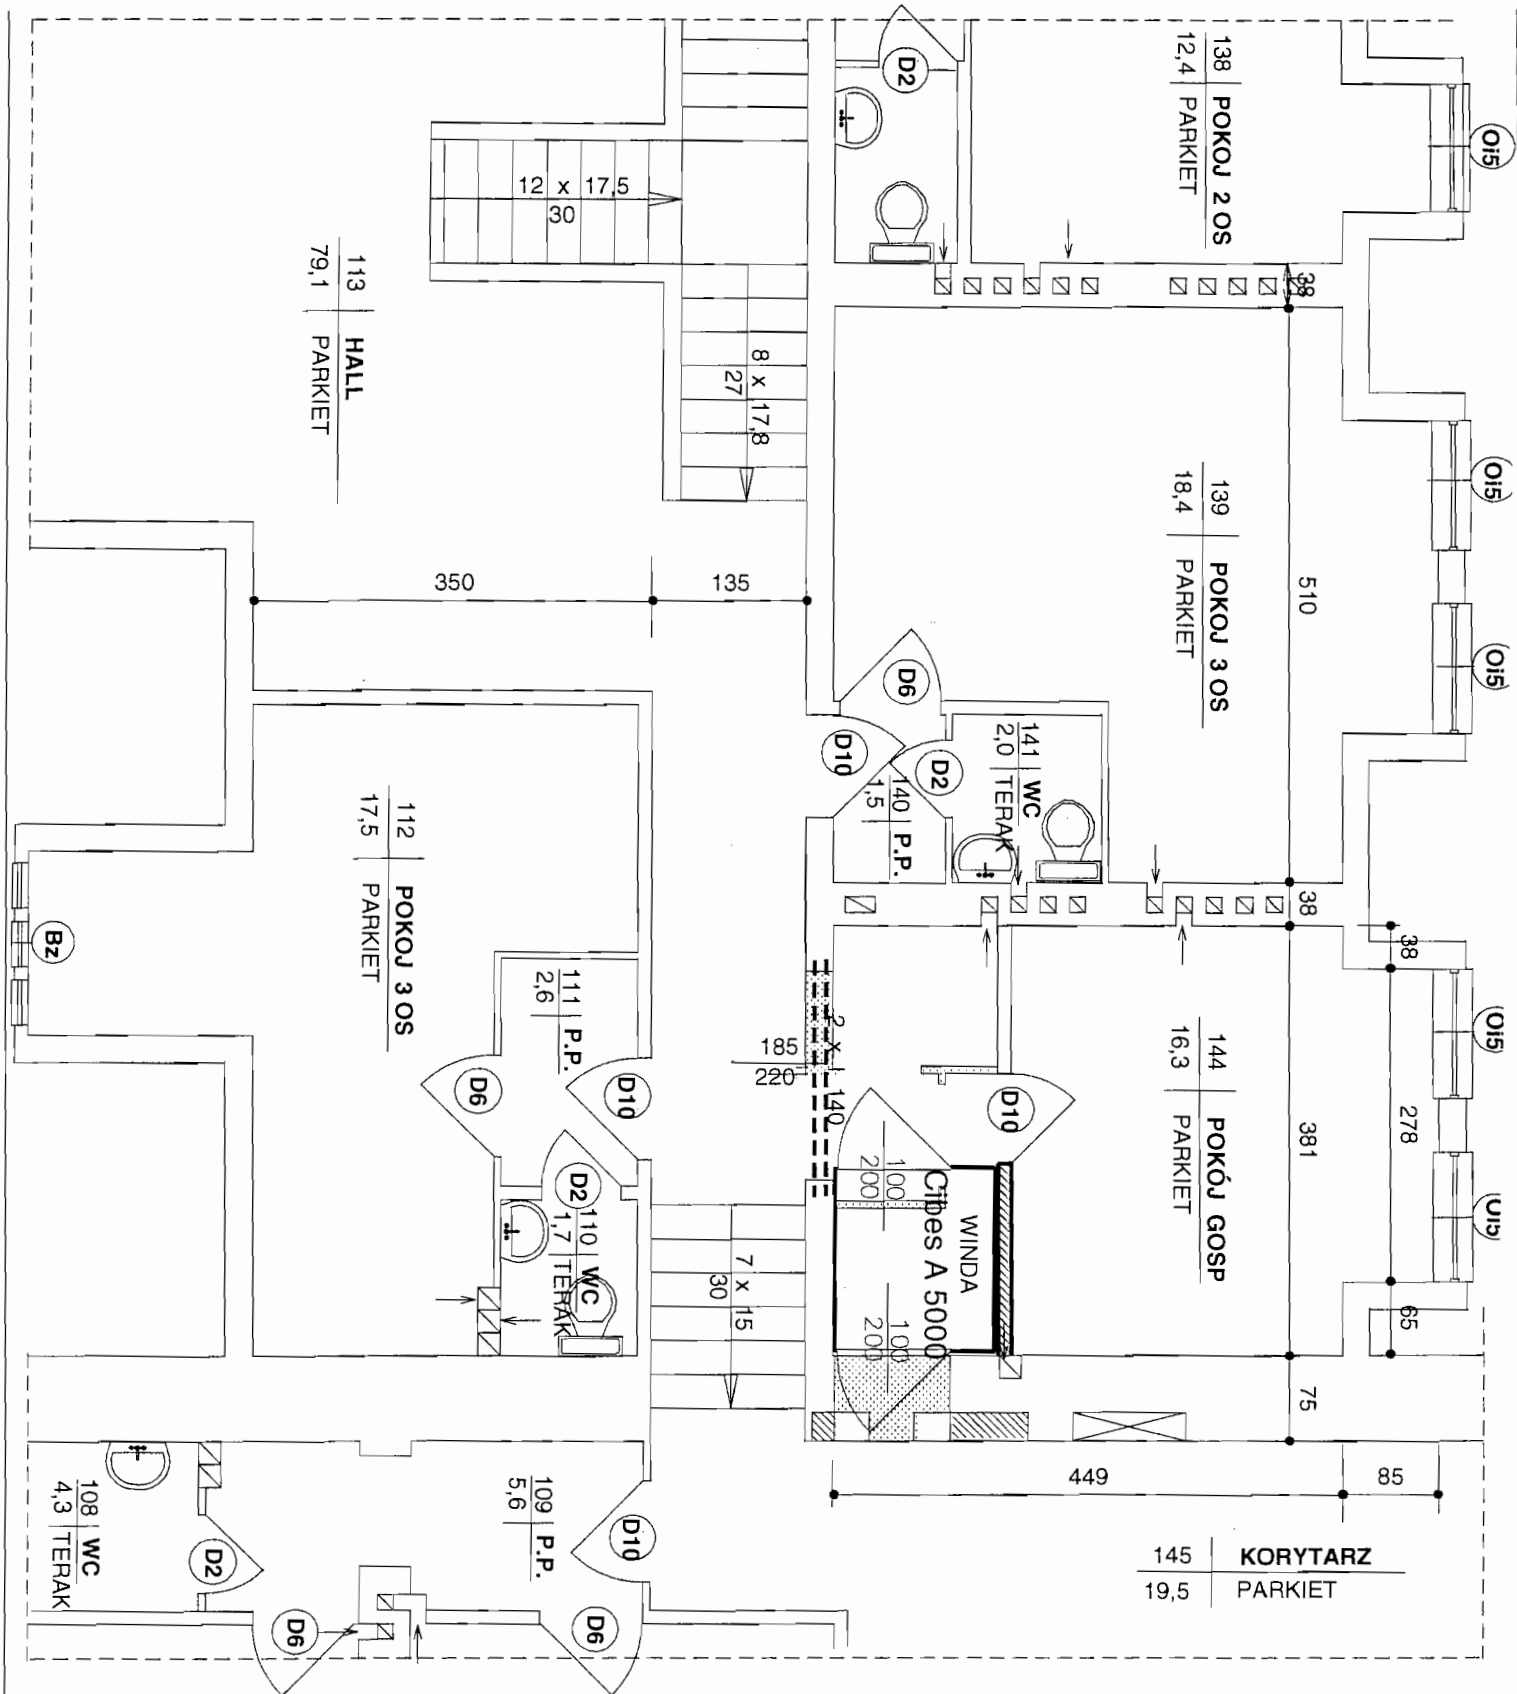 138 POKOJ 2 OS
12,4 PARKIET
Oi5
D2
12 x 17,5
30
38
113 HALL
79,1 PARKIET
8 x 17,8
27
139 POKOJ 3 OS
18,4 PARKIET
Oi5
510
Oi5
350
135
D6
D10
D2
141 WC
2,0 TERAK
140 P.P.
1,5
112 POKOJ 3 OS
17,5 PARKIET
Bz
38
38
111 P.P.
2,6
D6
D10
185
220
2 x 140
D10
144 POKÓJ GOSP
16,3 PARKIET
381
278
Oi5
Oi5
65
D2
110 WC
1,7 TERAK
7 x 15
30
100
200
WINDA
Cibes A 5000
100
200
75
449
85
108 WC
4,3 TERAK
D2
109 P.P.
5,6
D10
145 KORYTARZ
19,5 PARKIET
D6
D6